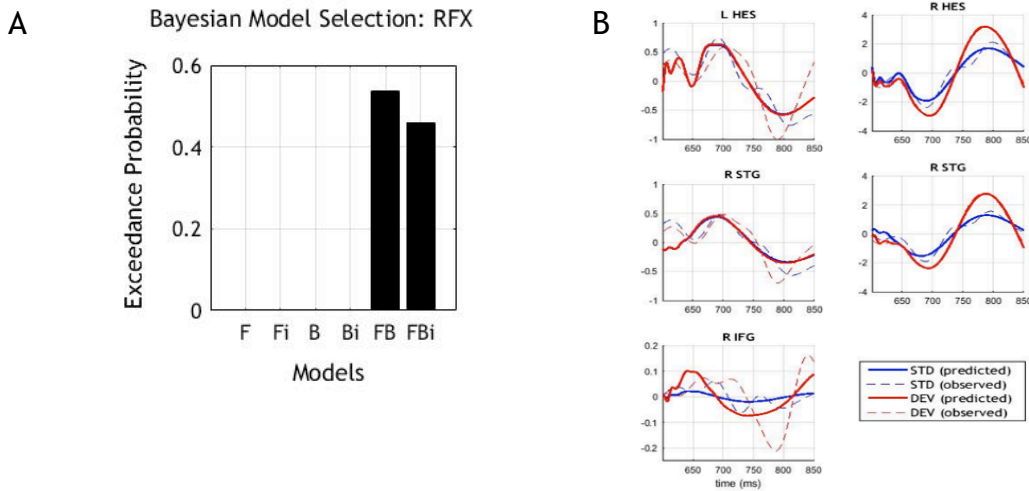 A
Bayesian Model Selection: RFX
Exceedance Probability
0.6
0.4
0.2
0
F Fi B Bi FB FBi
Models
B
L HES
1
0.5
0
-0.5
-1
650 700 750 800 850
R HES
4
2
0
-2
-4
650 700 750 800 850
R STG
1
0.5
0
-0.5
-1
650 700 750 800 850
R STG
4
2
0
-2
-4
650 700 750 800 850
R IFG
0.2
0.1
0
0.1
0.2
650 700 750 800 850
time (ms)
STD (predicted)
STD (observed)
DEV (predicted)
DEV (observed)